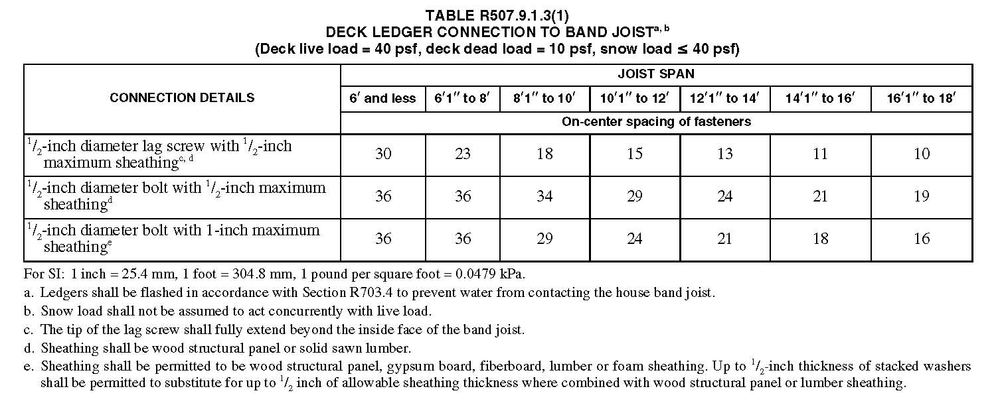 TABLE R507.9.1.3(1)
DECK LEDGER CONNECTION TO BAND JOISTa, b
(Deck live load = 40 psf, deck dead load = 10 psf, snow load ≤ 40 psf)
CONNECTION DETAILS
JOIST SPAN
6′ and less 6′1″ to 8′ 8′1″ to 10′ 10′1″ to 12′ 12′1″ to 14′ 14′1″ to 16′ 16′1″ to 18′
On-center spacing of fasteners
1/2-inch diameter lag screw with 1/2-inch
maximum sheathingc, d
30 23 18 15 13 11 10
1/2-inch diameter bolt with 1/2-inch maximum
sheathingd
36 36 34 29 24 21 19
1/2-inch diameter bolt with 1-inch maximum
sheathinge
36 36 29 24 21 18 16
For SI: 1 inch = 25.4 mm, 1 foot = 304.8 mm, 1 pound per square foot = 0.0479 kPa.
a. Ledgers shall be flashed in accordance with Section R703.4 to prevent water from contacting the house band joist.
b. Snow load shall not be assumed to act concurrently with live load.
c. The tip of the lag screw shall fully extend beyond the inside face of the band joist.
d. Sheathing shall be wood structural panel or solid sawn lumber.
e. Sheathing shall be permitted to be wood structural panel, gypsum board, fiberboard, lumber or foam sheathing. Up to 1/2-inch thickness of stacked washers
shall be permitted to substitute for up to 1/2 inch of allowable sheathing thickness where combined with wood structural panel or lumber sheathing.